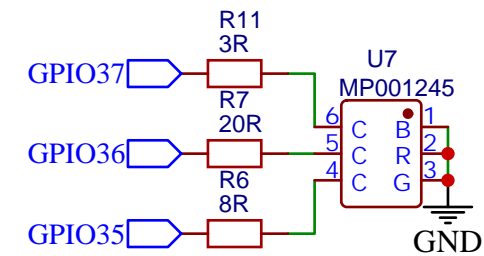 R11
3R
GPIO37
U7
MP001245
R7
20R
GPIO36
6 C B 1
5 C R 2
4 C G 3
R6
8R
GPIO35
GND